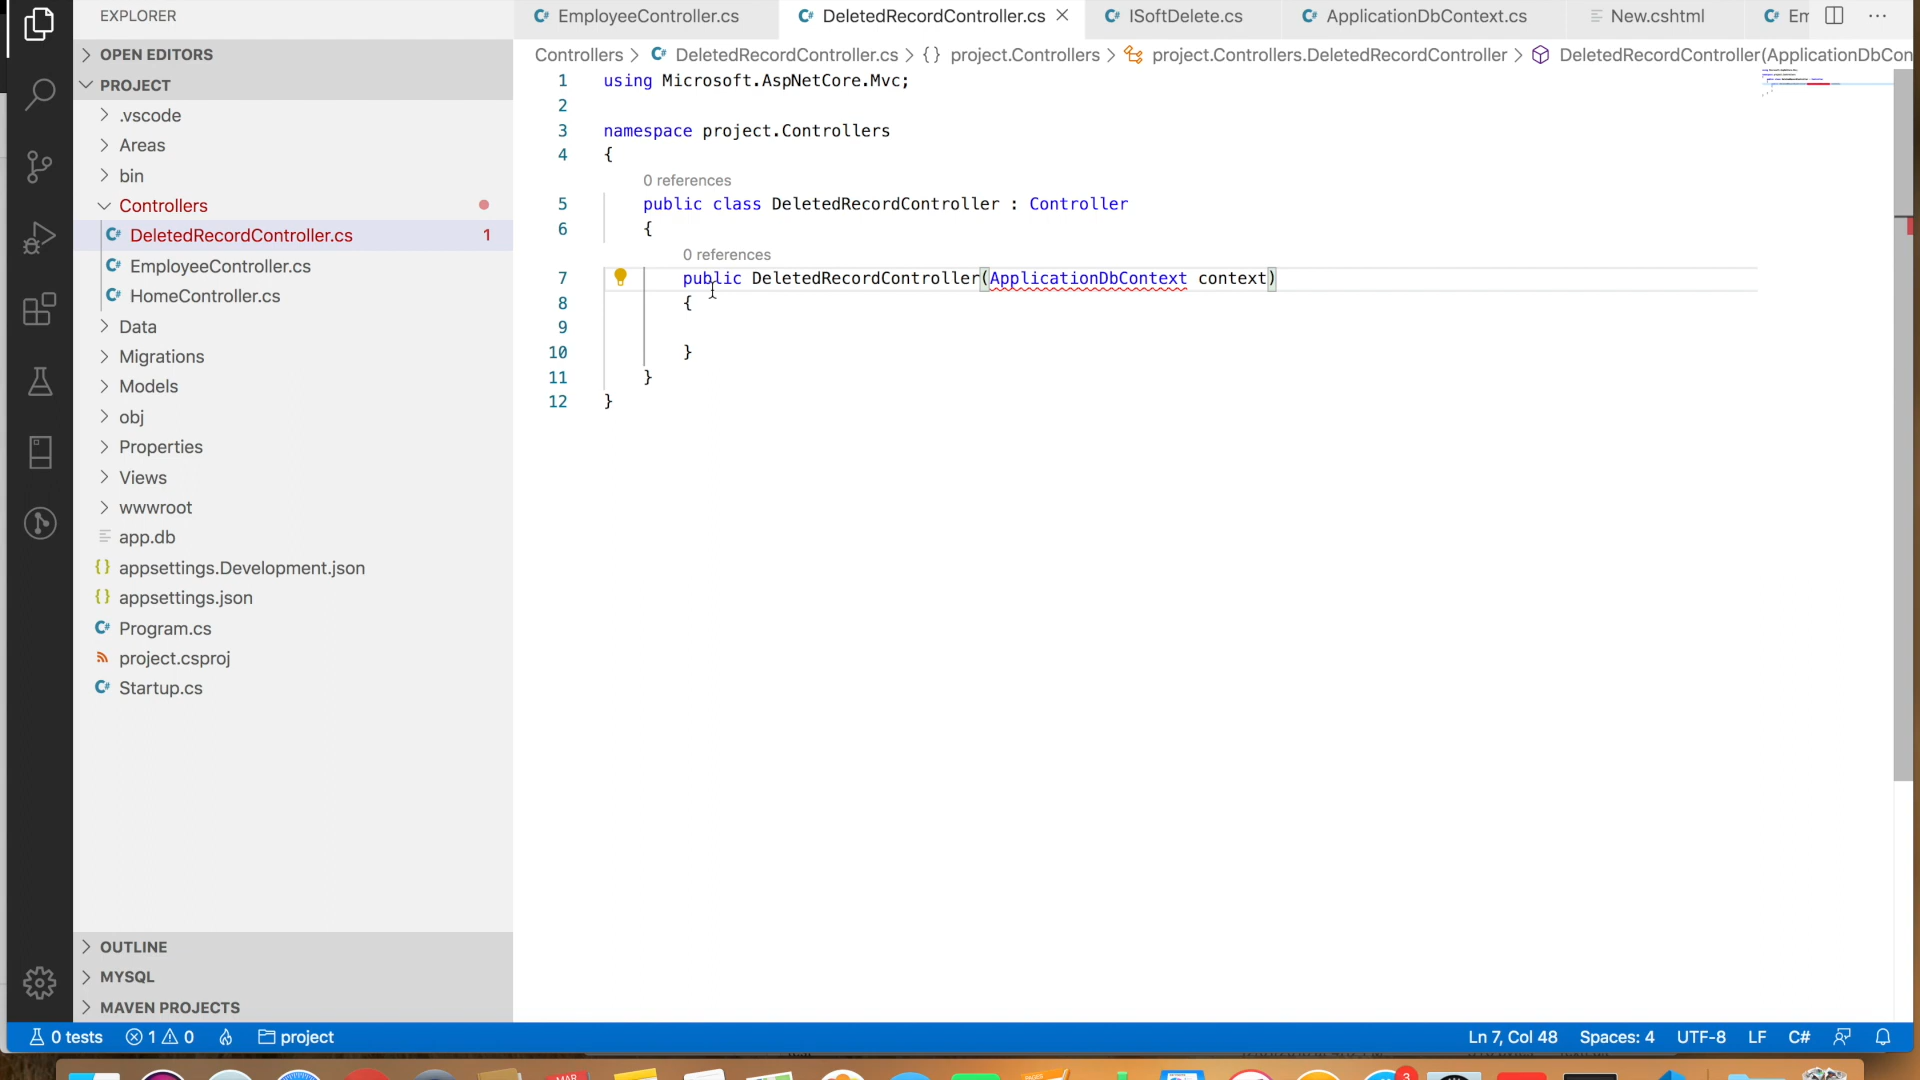 EXPLORER
OPEN EDITORS
PROJECT
.vscode
Areas
bin
Controllers
DeletedRecordController.cs 1
EmployeeController.cs
HomeController.cs
Data
Migrations
Models
obj
Properties
Views
wwwroot
app.db
{} appsettings.Development.json
{} appsettings.json
Program.cs
project.csproj
Startup.cs
OUTLINE
MYSQL
MAVEN PROJECTS
EmployeeController.cs DeletedRecordController.cs ISoftDelete.cs ApplicationDbContext.cs New.cshtml Em
Controllers > DeletedRecordController.cs > {} project.Controllers > project.Controllers.DeletedRecordController > DeletedRecordController(ApplicationDbCon
1 using Microsoft.AspNetCore.Mvc;
2
3 namespace project.Controllers
4 {
0 references
5 public class DeletedRecordController : Controller
6 {
0 references
7 public DeletedRecordController(ApplicationDbContext context)
8 {
9
10 }
11 }
12 }
0 tests 1 0 project Ln 7, Col 48 Spaces: 4 UTF-8 LF C#
MAR PAGES 3